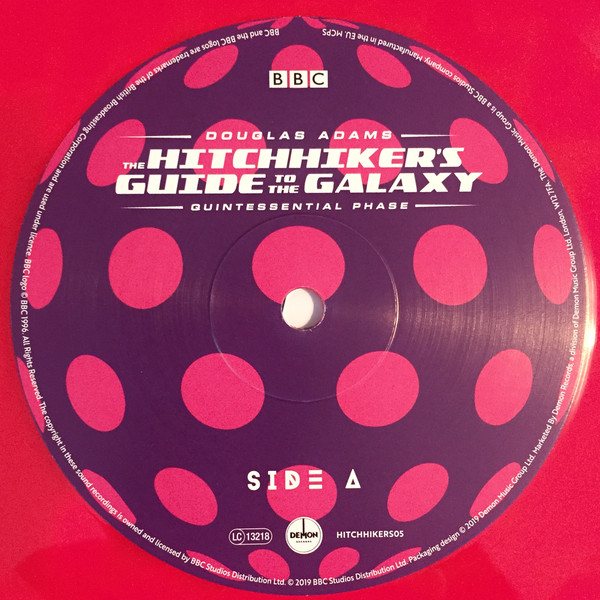 BBC
DOUGLAS ADAMS
THE HITCHHIKER'S
GUIDE TO THE GALAXY
QUINTESSENTIAL PHASE
SIDE A
LC 13218
DEMON
RECORDS
HITCHHIKERS05
BBC and the BBC logos are trademarks of the British Broadcasting Corporation and are used under licence. BBC logo © BBC 1996. All Rights Reserved. The copyright in these sound recordings is owned and licensed by BBC Studios Distribution Ltd. © 2019 BBC Studios Distribution Ltd. Packaging design © 2019 Demon Music Group Ltd. Marketed By Demon Records, a division of Demon Music Group Ltd, London, W12 7FA. The Demon Music Group is a BBC Studios company. Manufactured in the EU. MCPS